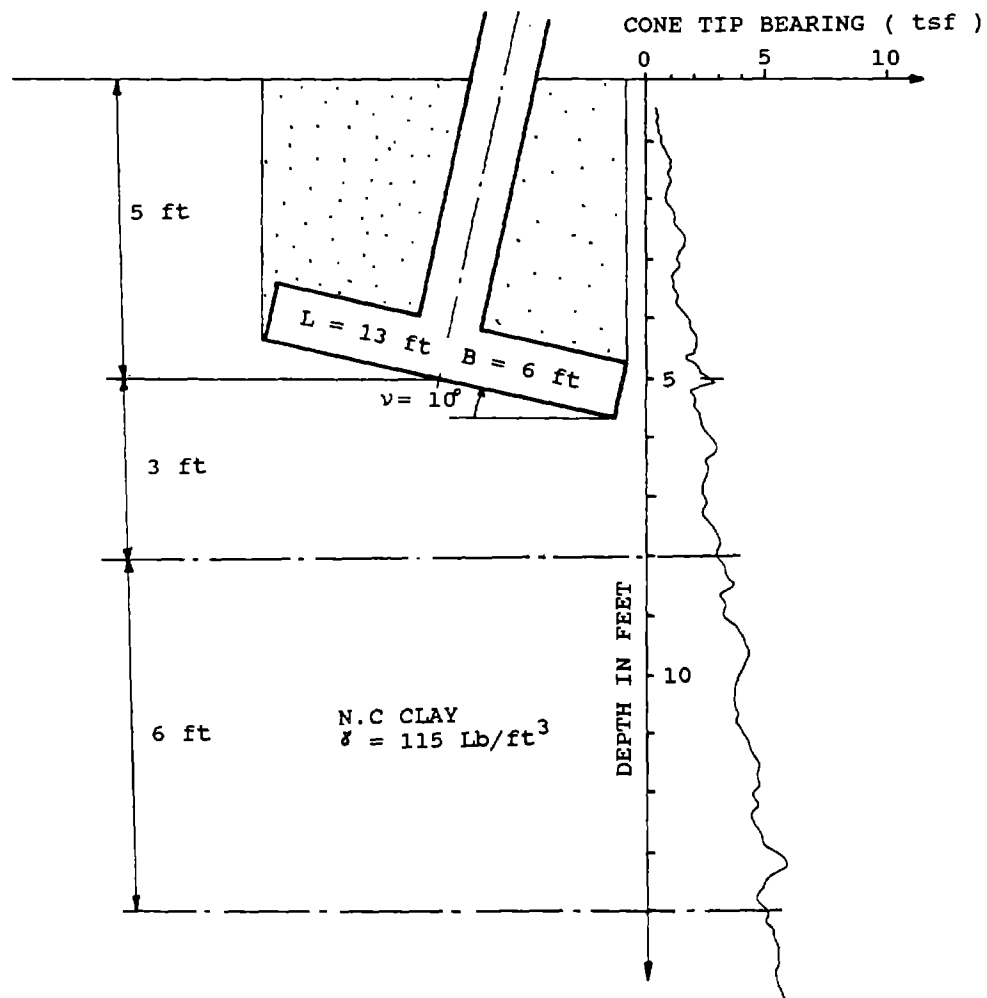 CONE TIP BEARING ( tsf )
0 5 10
5 ft
L = 13 ft B = 6 ft
ν = 10°
5
3 ft
DEPTH IN FEET
10
6 ft
N.C CLAY
γ = 115 Lb/ft³